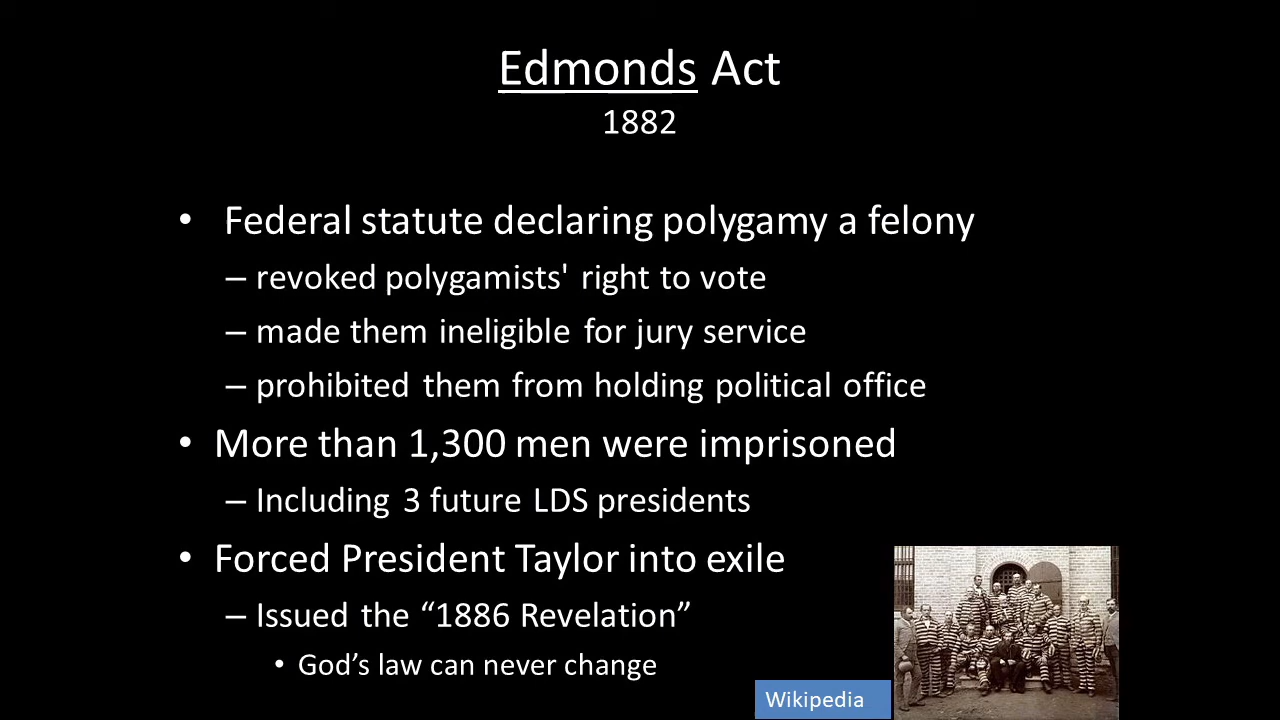 Edmonds Act
1882
• Federal statute declaring polygamy a felony
– revoked polygamists' right to vote
– made them ineligible for jury service
– prohibited them from holding political office
• More than 1,300 men were imprisoned
– Including 3 future LDS presidents
• Forced President Taylor into exile
– Issued the “1886 Revelation”
• God’s law can never change
Wikipedia